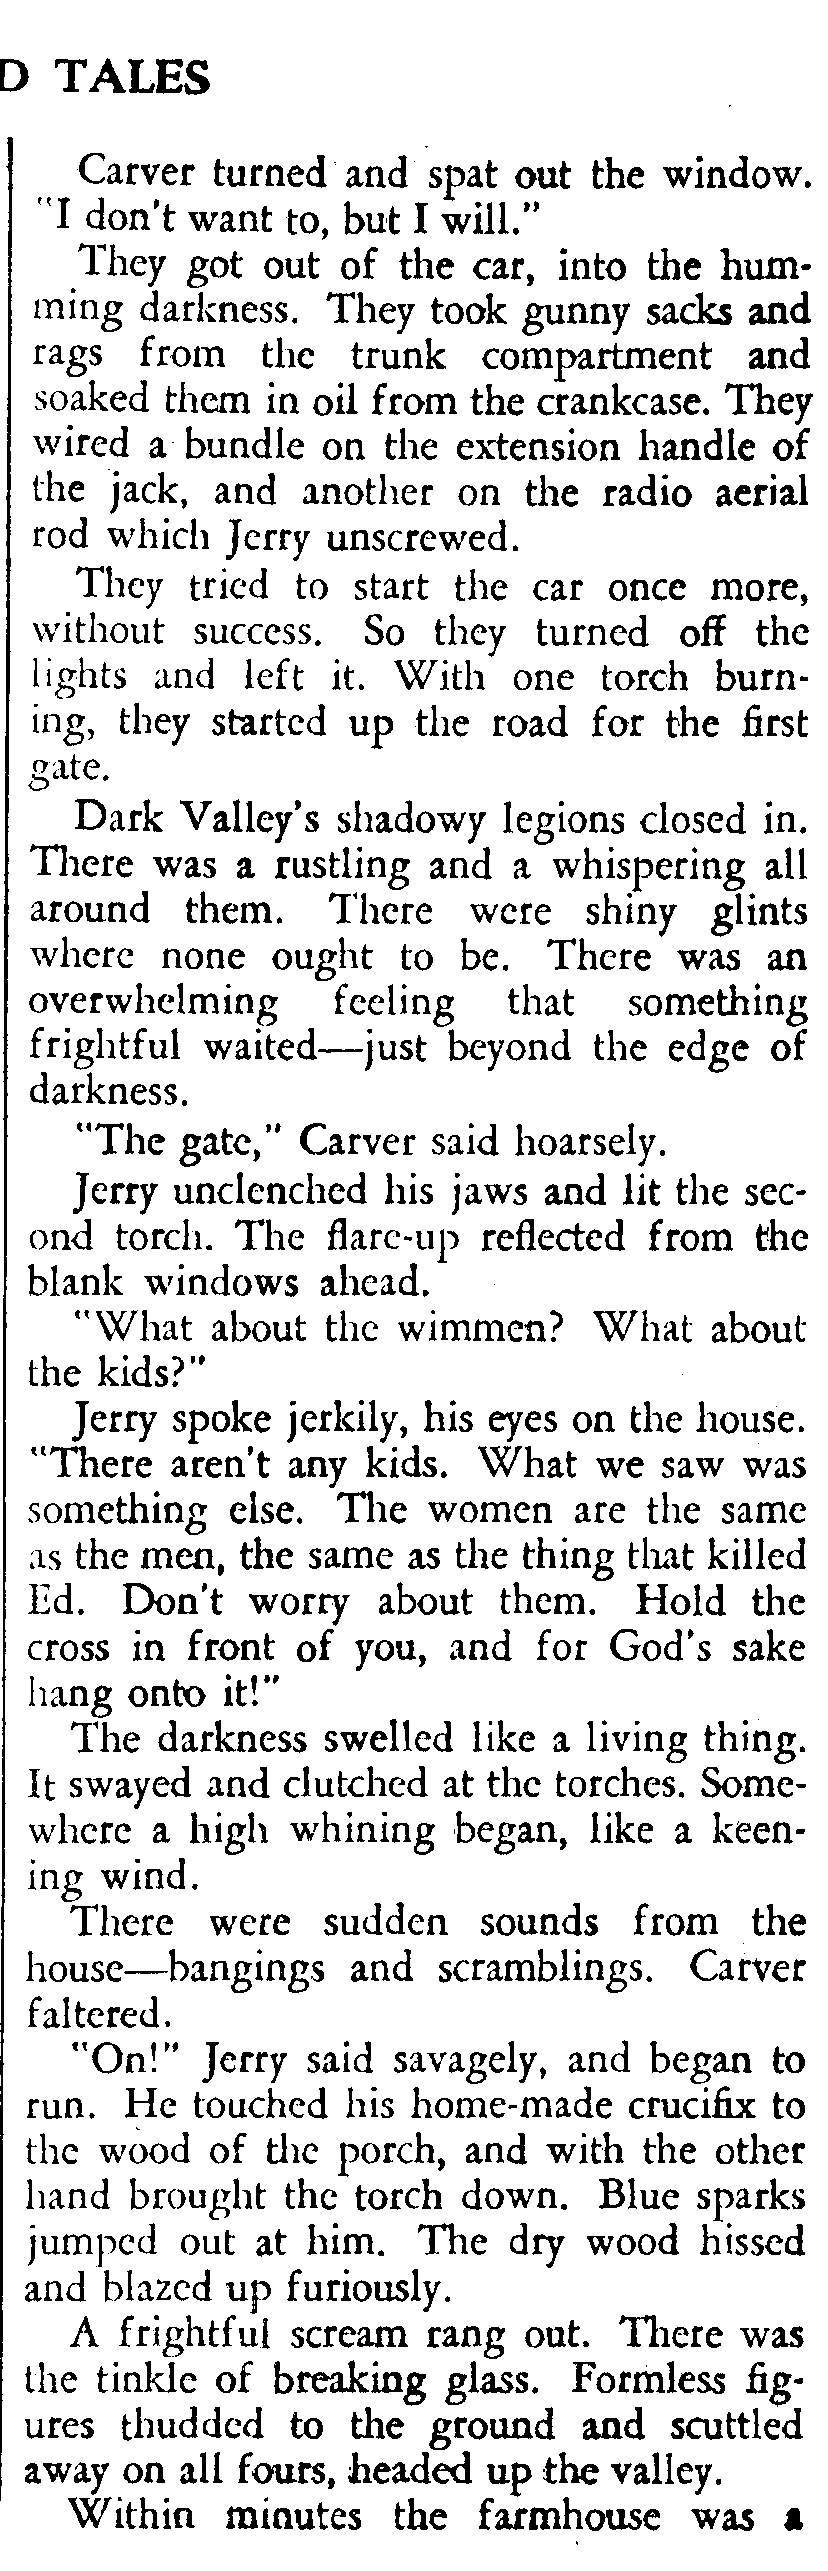 D TALES
Carver turned and spat out the window.
"I don't want to, but I will."
They got out of the car, into the hum-
ming darkness. They took gunny sacks and
rags from the trunk compartment and
soaked them in oil from the crankcase. They
wired a bundle on the extension handle of
the jack, and another on the radio aerial
rod which Jerry unscrewed.
They tried to start the car once more,
without success. So they turned off the
lights and left it. With one torch burn-
ing, they started up the road for the first
gate.
Dark Valley's shadowy legions closed in.
There was a rustling and a whispering all
around them. There were shiny glints
where none ought to be. There was an
overwhelming feeling that something
frightful waited—just beyond the edge of
darkness.
"The gate," Carver said hoarsely.
Jerry unclenched his jaws and lit the sec-
ond torch. The flare-up reflected from the
blank windows ahead.
"What about the wimmen? What about
the kids?"
Jerry spoke jerkily, his eyes on the house.
"There aren't any kids. What we saw was
something else. The women are the same
as the men, the same as the thing that killed
Ed. Don't worry about them. Hold the
cross in front of you, and for God's sake
hang onto it!"
The darkness swelled like a living thing.
It swayed and clutched at the torches. Some-
where a high whining began, like a keen-
ing wind.
There were sudden sounds from the
house—bangings and scramblings. Carver
faltered.
"On!" Jerry said savagely, and began to
run. He touched his home-made crucifix to
the wood of the porch, and with the other
hand brought the torch down. Blue sparks
jumped out at him. The dry wood hissed
and blazed up furiously.
A frightful scream rang out. There was
the tinkle of breaking glass. Formless fig-
ures thudded to the ground and scuttled
away on all fours, headed up the valley.
Within minutes the farmhouse was a